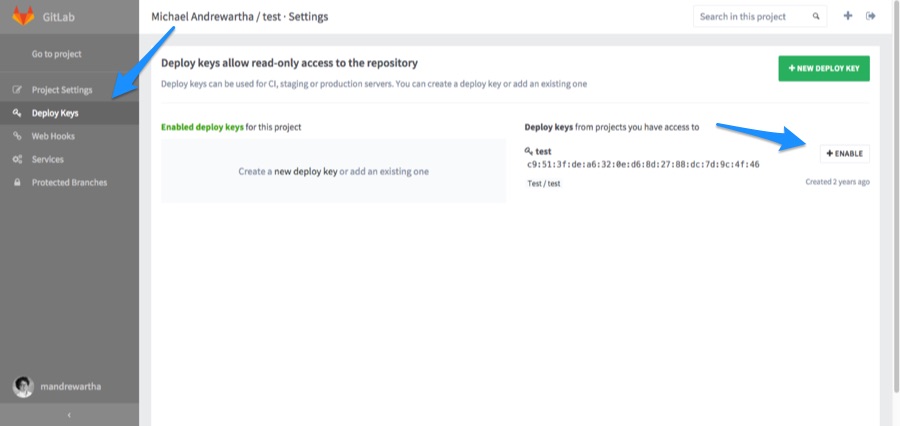 GitLab
Michael Andrewartha / test · Settings
Search in this project
Go to project
Project Settings
Deploy Keys
Web Hooks
Services
Protected Branches
mandrewartha
Deploy keys allow read-only access to the repository
Deploy keys can be used for CI, staging or production servers. You can create a deploy key or add an existing one
+ NEW DEPLOY KEY
Enabled deploy keys for this project
Create a new deploy key or add an existing one
Deploy keys from projects you have access to
test
+ ENABLE
c9:51:3f:de:a6:32:0e:d6:8d:27:88:dc:7d:9c:4f:46
Test / test
Created 2 years ago